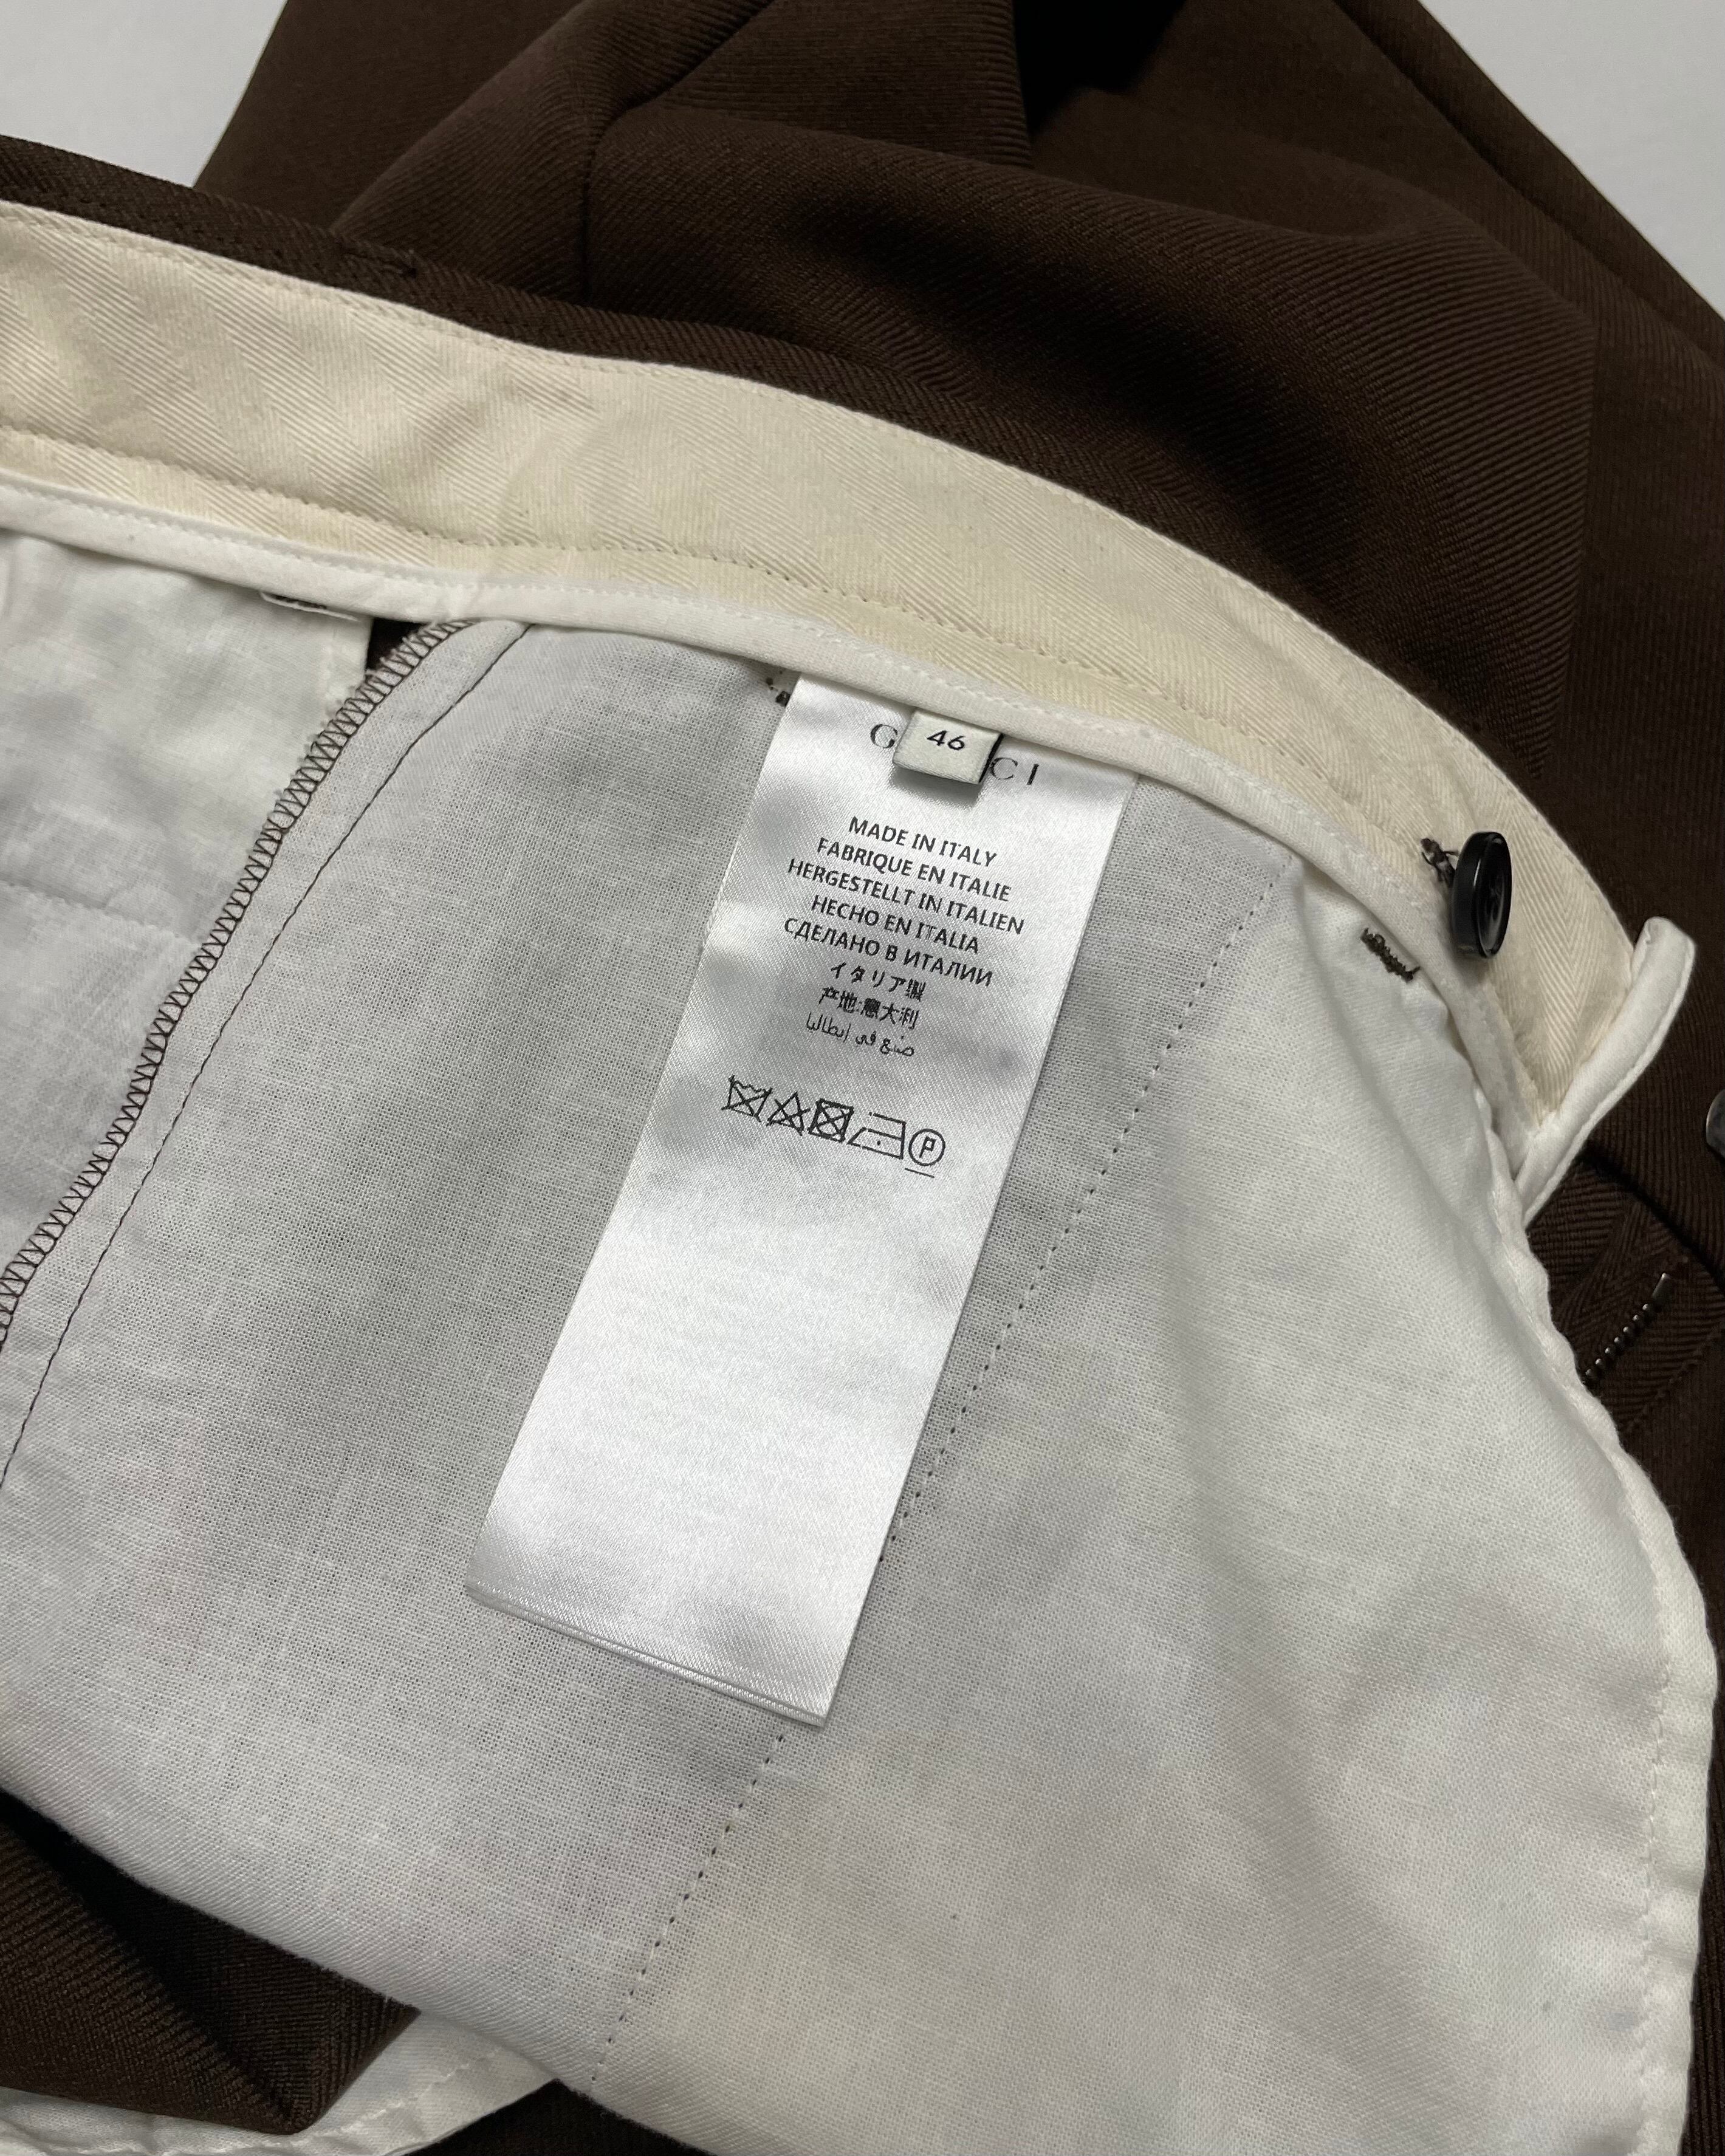 G CI
46
MADE IN ITALY
FABRIQUE EN ITALIE
HERGESTELLT IN ITALIEN
HECHO EN ITALIA
СДЕЛАНО В ИТАЛИИ
イタリア製
产地:意大利
صنع في إيطاليا
P